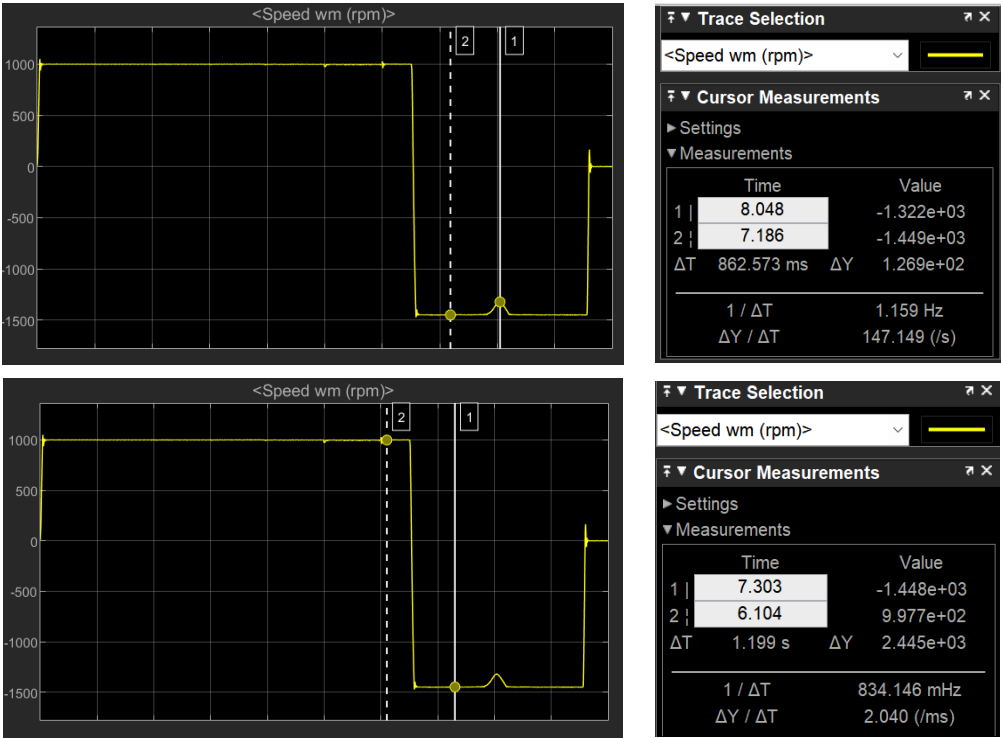 <Speed wm (rpm)>
2
1
1000
500
0
-500
-1000
-1500
Trace Selection
<Speed wm (rpm)>
Cursor Measurements
Settings
Measurements
Time Value
1 | 8.048 -1.322e+03
2 ¦ 7.186 -1.449e+03
ΔT 862.573 ms ΔY 1.269e+02
1 / ΔT 1.159 Hz
ΔY / ΔT 147.149 (/s)
<Speed wm (rpm)>
2
1
1000
500
0
-500
-1000
-1500
Trace Selection
<Speed wm (rpm)>
Cursor Measurements
Settings
Measurements
Time Value
1 | 7.303 -1.448e+03
2 ¦ 6.104 9.977e+02
ΔT 1.199 s ΔY 2.445e+03
1 / ΔT 834.146 mHz
ΔY / ΔT 2.040 (/ms)